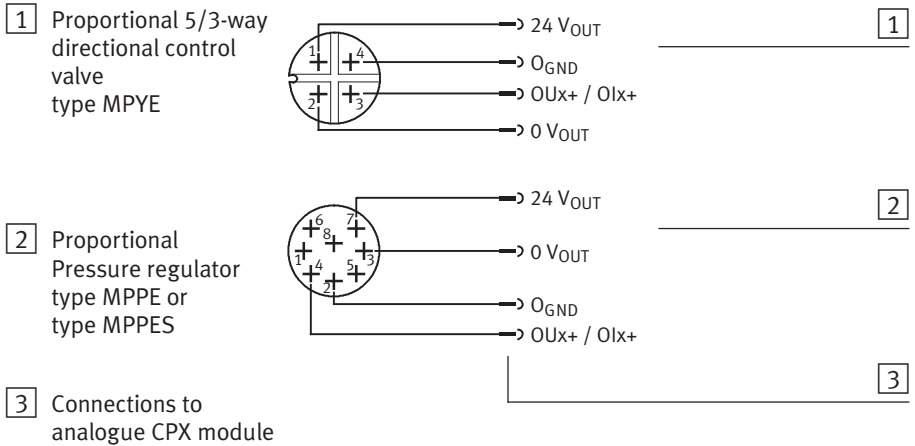 1 Proportional 5/3-way
directional control
valve
type MPYE
1
4
2
3
24 VOUT
OGND
OUx+ / OIx+
0 VOUT
1
2 Proportional
Pressure regulator
type MPPE or
type MPPES
6
7
8
1
3
4
5
2
24 VOUT
0 VOUT
OGND
OUx+ / OIx+
2
3 Connections to
analogue CPX module
3